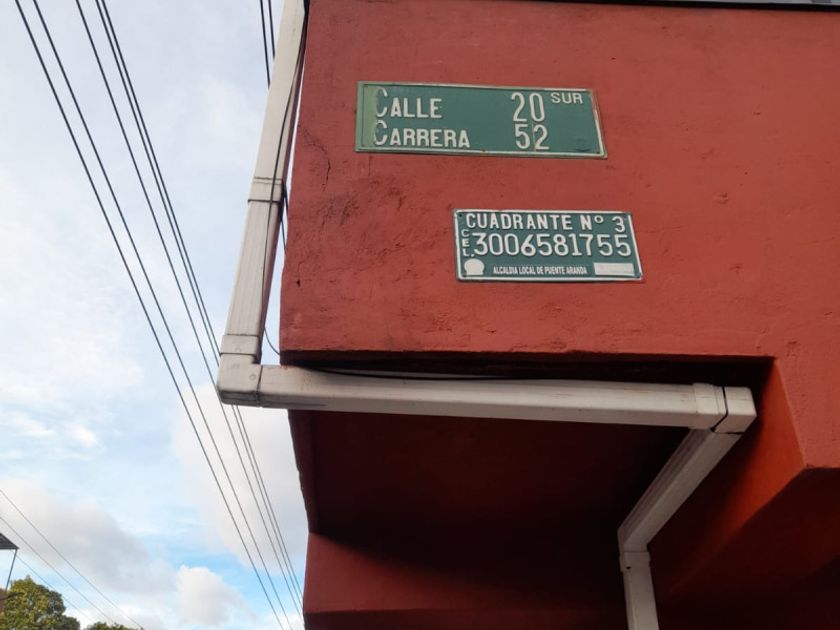 CALLE 20 SUR
CARRERA 52
CUADRANTE Nº 3
CEL. 3006581755
ALCALDIA LOCAL DE PUENTE ARANDA